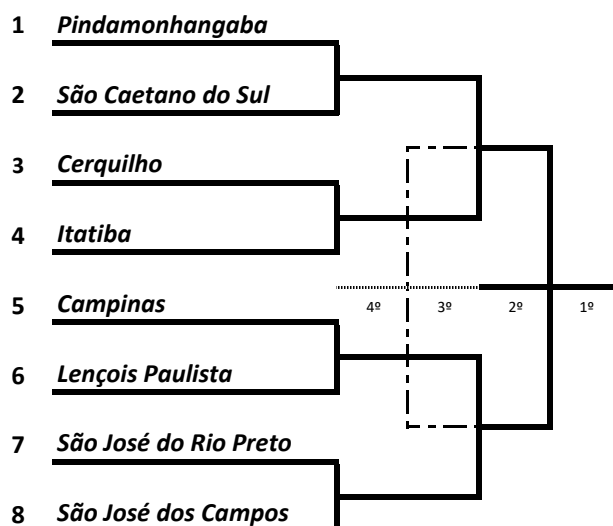 1 Pindamonhangaba
2 São Caetano do Sul
3 Cerquilho
4 Itatiba
5 Campinas
4º 3º 2º 1º
6 Lençois Paulista
7 São José do Rio Preto
8 São José dos Campos